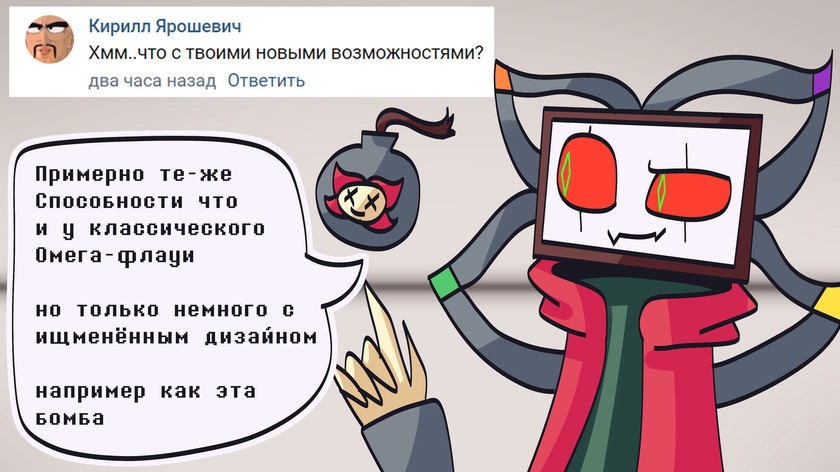 Кирилл Ярошевич
Хмм..что с твоими новыми возможностями?
два часа назад Ответить
Примерно те-же
Способности что
и у классического
Омега-флауи
но только немного с
ищменённым дизайном
например как эта
бомба